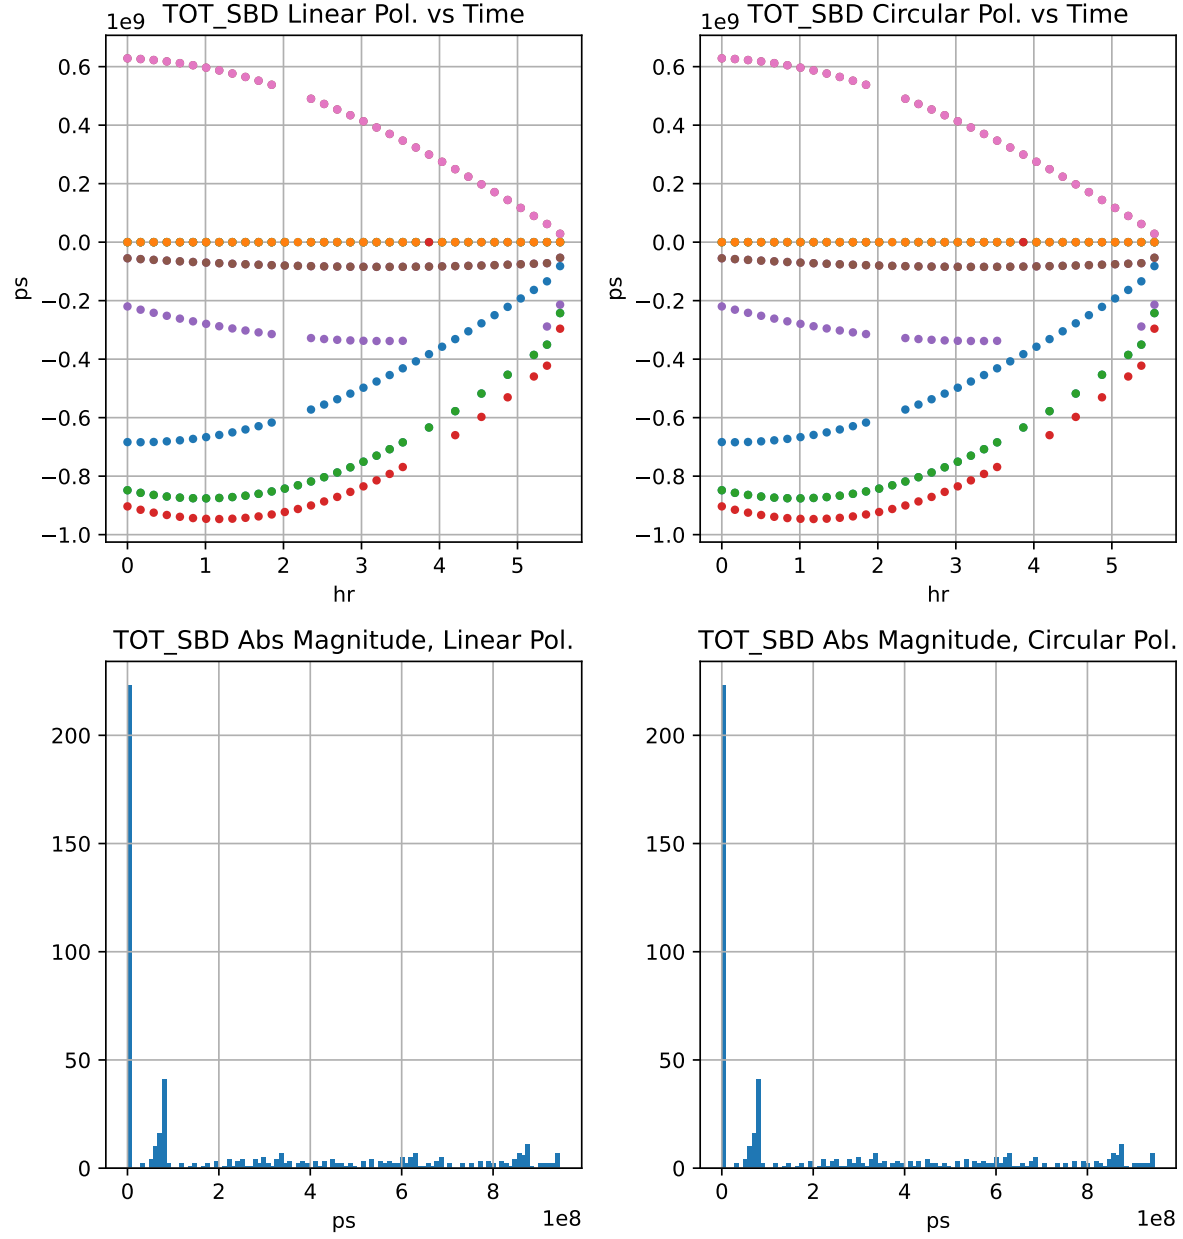 TOT_SBD Linear Pol. vs Time
1e9
0.6
0.4
0.2
0.0
−0.2
−0.4
−0.6
−0.8
−1.0
ps
0 1 2 3 4 5
hr
TOT_SBD Circular Pol. vs Time
1e9
0.6
0.4
0.2
0.0
−0.2
−0.4
−0.6
−0.8
−1.0
ps
0 1 2 3 4 5
hr
TOT_SBD Abs Magnitude, Linear Pol.
200
150
100
50
0
0 2 4 6 8
ps
1e8
TOT_SBD Abs Magnitude, Circular Pol.
200
150
100
50
0
0 2 4 6 8
ps
1e8